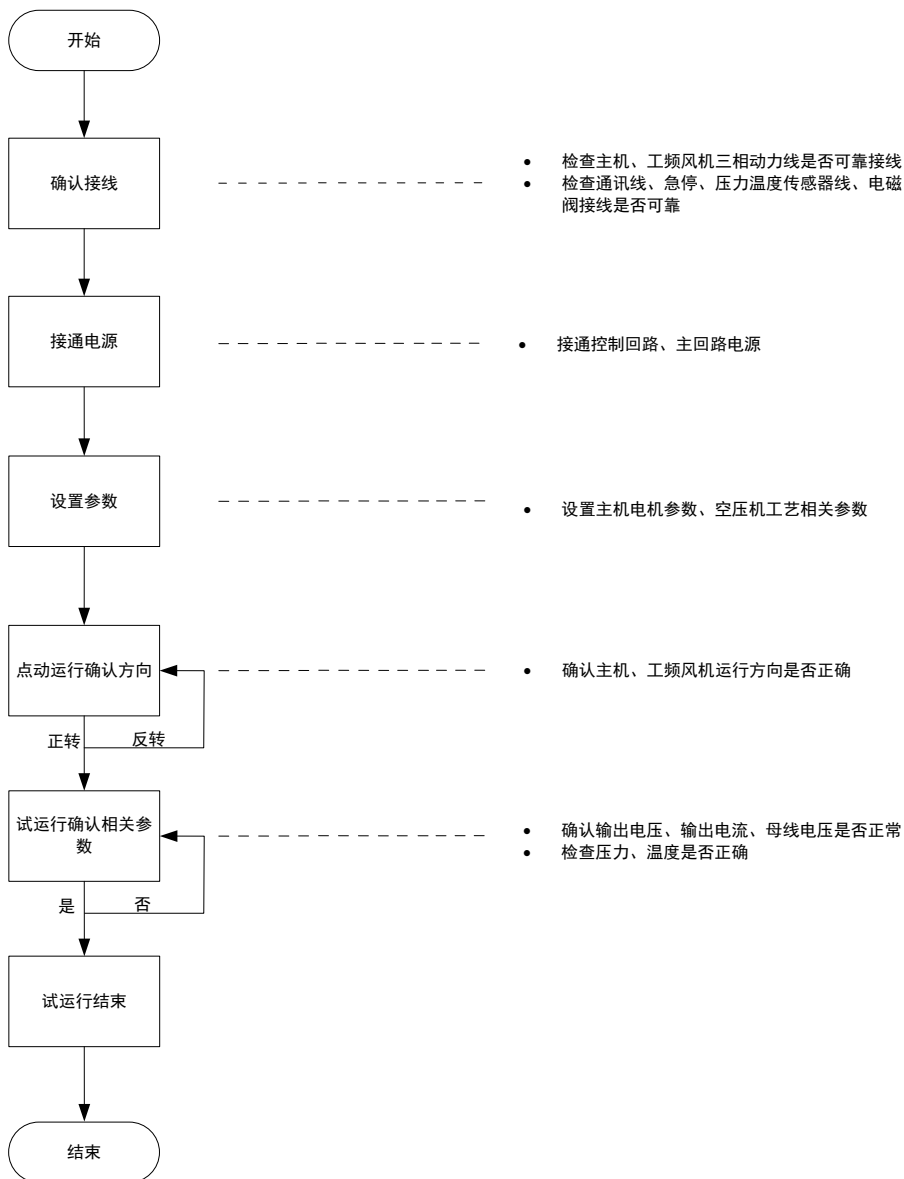 开始
确认接线
• 检查主机、工频风机三相动力线是否可靠接线
• 检查通讯线、急停、压力温度传感器线、电磁
阀接线是否可靠
接通电源
• 接通控制回路、主回路电源
设置参数
• 设置主机电机参数、空压机工艺相关参数
点动运行确认方向
• 确认主机、工频风机运行方向是否正确
正转
反转
试运行确认相关参
数
• 确认输出电压、输出电流、母线电压是否正常
• 检查压力、温度是否正确
是
否
试运行结束
结束